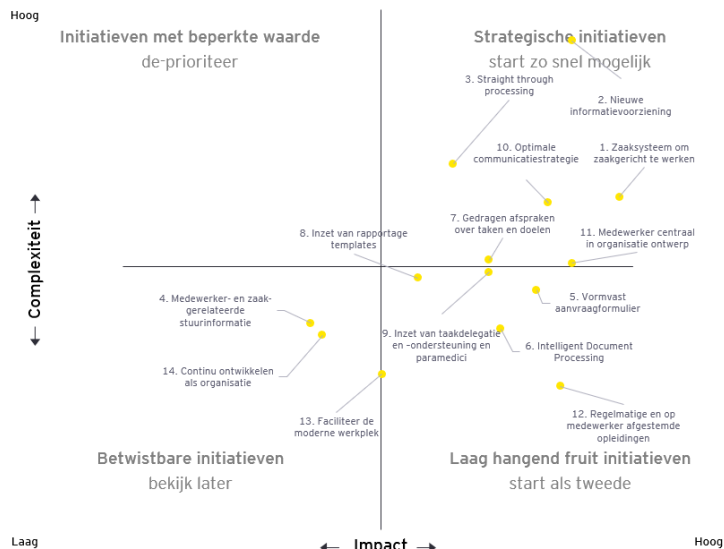 Hoog
Initiatieven met beperkte waarde
de-prioriteer
Strategische initiatieven
start zo snel mogelijk
3. Straight through
processing
2. Nieuwe
informatievoorziening
10. Optimale
communicatiestrategie
1. Zaaksysteem om
zaakgericht te werken
7. Gedragen afspraken
over taken en doelen
8. Inzet van rapportage
templates
11. Medewerker centraal
in organisatie ontwerp
Complexiteit
4. Medewerker- en zaak-
gerelateerde
stuurinformatie
5. Vormvast
aanvraagformulier
9. Inzet van taakdelegatie
en -ondersteuning en
paramedici
6. Intelligent Document
Processing
14. Continu ontwikkelen
als organisatie
13. Faciliteer de
moderne werkplek
12. Regelmatige en op
medewerker afgestemde
opleidingen
Betwistbare initiatieven
bekijk later
Laag hangend fruit initiatieven
start als tweede
Laag
Impact
Hoog